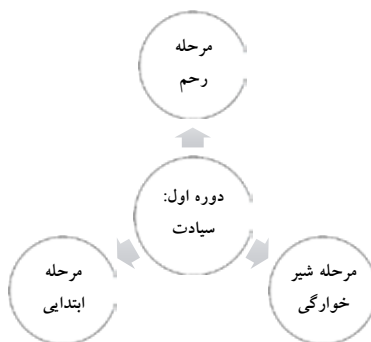 مرحله
رحم
دوره اول:
سیادت
مرحله شیر
خوارگی
مرحله
ابتدایی